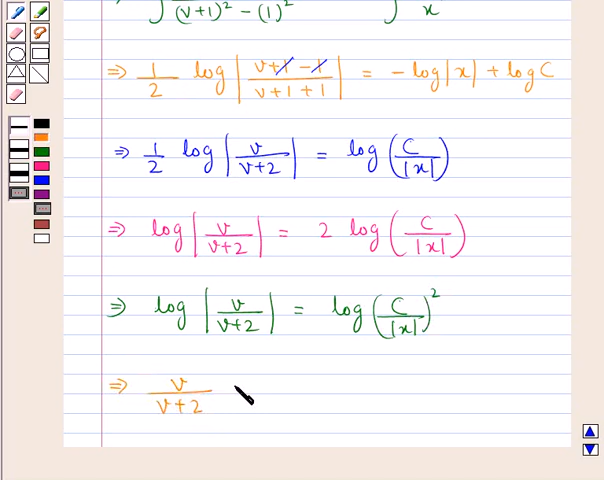 ∫ (v+1)² − (1)² ∫ x
⇒ 1/2 log |(v+1−1)/(v+1+1)| = −log|x| + log C
⇒ 1/2 log |v/(v+2)| = log (C/|x|)
⇒ log |v/(v+2)| = 2 log (C/|x|)
⇒ log |v/(v+2)| = log (C/|x|)²
⇒ v/(v+2)